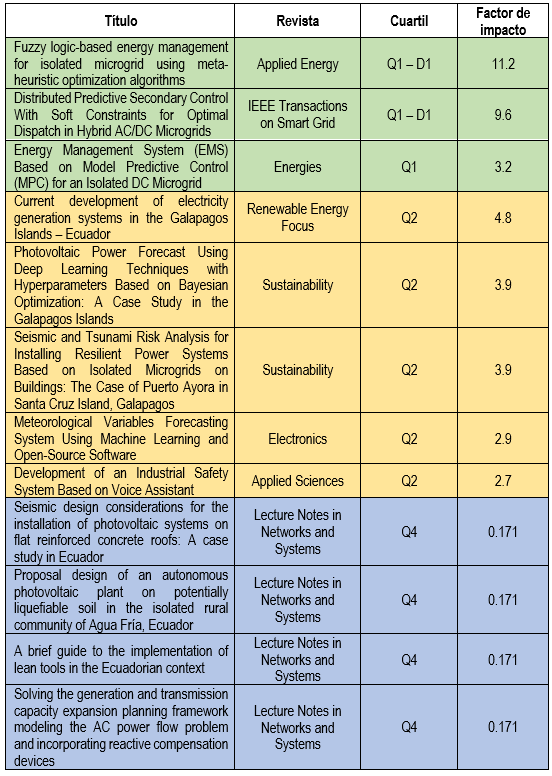 Título Revista Cuartil Factor de
impacto
Fuzzy logic-based energy management
for isolated microgrid using meta-
heuristic optimization algorithms
Applied Energy Q1 – D1 11.2
Distributed Predictive Secondary Control
With Soft Constraints for Optimal
Dispatch in Hybrid AC/DC Microgrids
IEEE Transactions
on Smart Grid
Q1 – D1 9.6
Energy Management System (EMS)
Based on Model Predictive Control
(MPC) for an Isolated DC Microgrid
Energies Q1 3.2
Current development of electricity
generation systems in the Galapagos
Islands – Ecuador
Renewable Energy
Focus
Q2 4.8
Photovoltaic Power Forecast Using
Deep Learning Techniques with
Hyperparameters Based on Bayesian
Optimization: A Case Study in the
Galapagos Islands
Sustainability Q2 3.9
Seismic and Tsunami Risk Analysis for
Installing Resilient Power Systems
Based on Isolated Microgrids on
Buildings: The Case of Puerto Ayora in
Santa Cruz Island, Galapagos
Sustainability Q2 3.9
Meteorological Variables Forecasting
System Using Machine Learning and
Open-Source Software
Electronics Q2 2.9
Development of an Industrial Safety
System Based on Voice Assistant
Applied Sciences Q2 2.7
Seismic design considerations for the
installation of photovoltaic systems on
flat reinforced concrete roofs: A case
study in Ecuador
Lecture Notes in
Networks and
Systems
Q4 0.171
Proposal design of an autonomous
photovoltaic plant on potentially
liquefiable soil in the isolated rural
community of Agua Fría, Ecuador
Lecture Notes in
Networks and
Systems
Q4 0.171
A brief guide to the implementation of
lean tools in the Ecuadorian context
Lecture Notes in
Networks and
Systems
Q4 0.171
Solving the generation and transmission
capacity expansion planning framework
modeling the AC power flow problem
and incorporating reactive compensation
devices
Lecture Notes in
Networks and
Systems
Q4 0.171